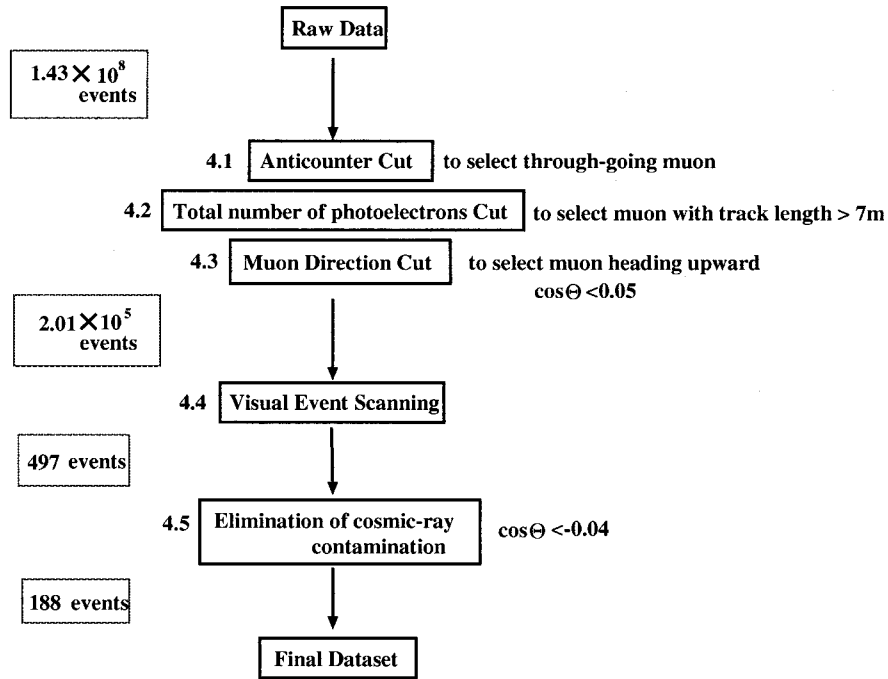 Raw Data
1.43 × 10^8
events
4.1 Anticounter Cut to select through-going muon
4.2 Total number of photoelectrons Cut to select muon with track length > 7m
4.3 Muon Direction Cut to select muon heading upward
cosΘ <0.05
2.01 × 10^5
events
4.4 Visual Event Scanning
497 events
4.5 Elimination of cosmic-ray
contamination
cosΘ <-0.04
188 events
Final Dataset